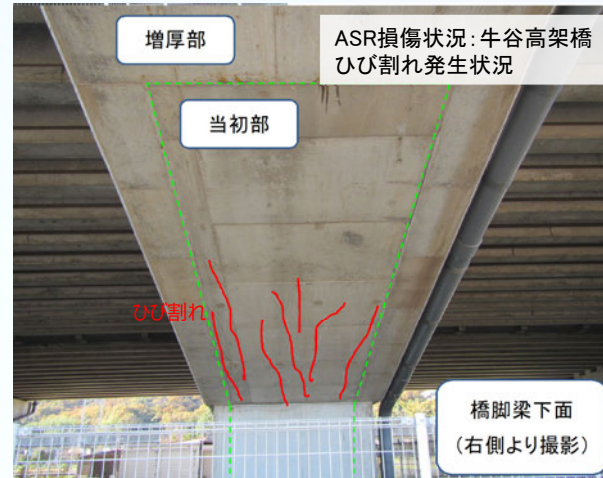 増厚部
ASR損傷状況：牛谷高架橋
ひび割れ発生状況
当初部
ひび割れ
橋脚梁下面
（右側より撮影）